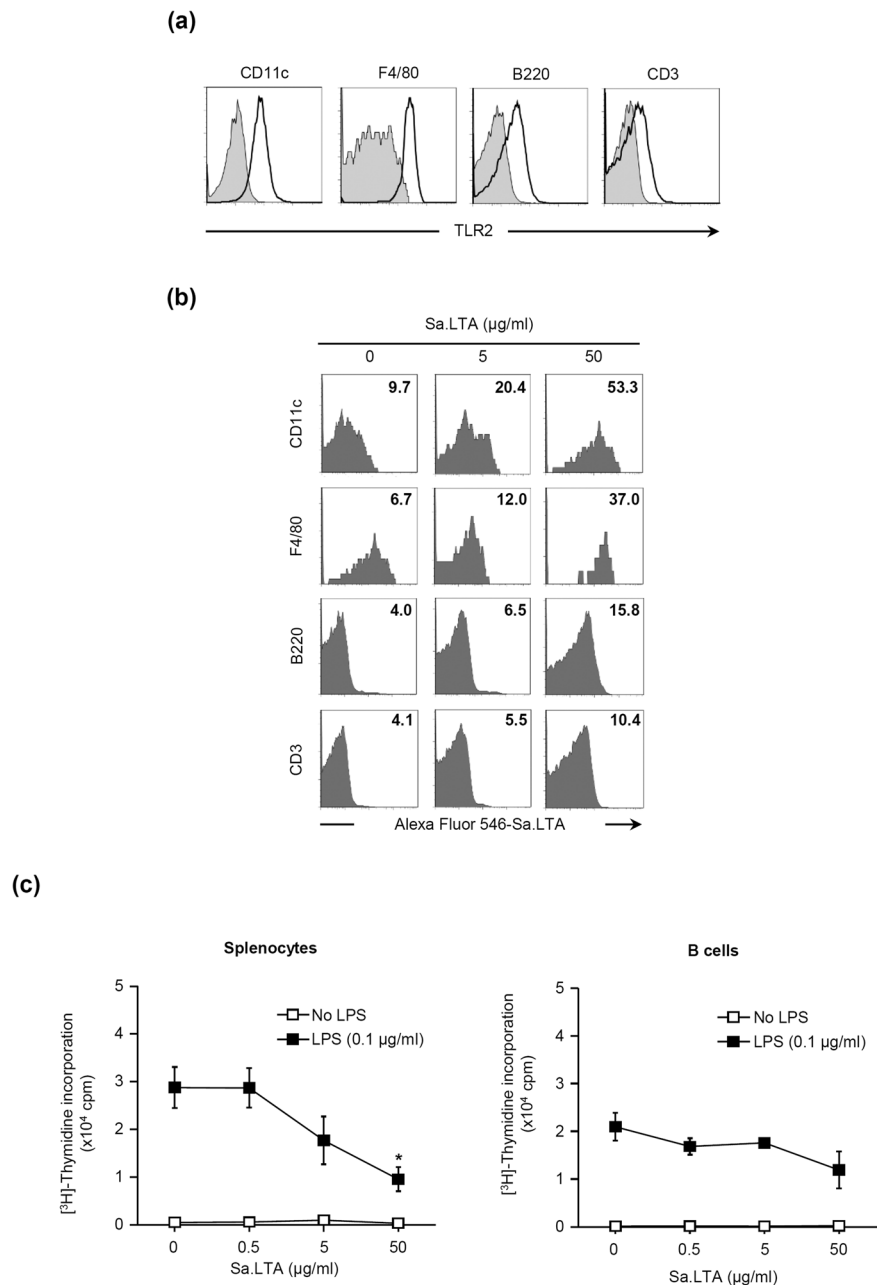 (a)
CD11c F4/80 B220 CD3
TLR2
(b)
Sa.LTA (µg/ml)
0 5 50
CD11c 9.7 20.4 53.3
F4/80 6.7 12.0 37.0
B220 4.0 6.5 15.8
CD3 4.1 5.5 10.4
Alexa Fluor 546-Sa.LTA
(c)
Splenocytes
[³H]-Thymidine incorporation
(x10⁴ cpm)
5
4
3
2
1
0
No LPS
LPS (0.1 µg/ml)
*
0 0.5 5 50
Sa.LTA (µg/ml)
B cells
[³H]-Thymidine incorporation
(x10⁴ cpm)
5
4
3
2
1
0
No LPS
LPS (0.1 µg/ml)
0 0.5 5 50
Sa.LTA (µg/ml)